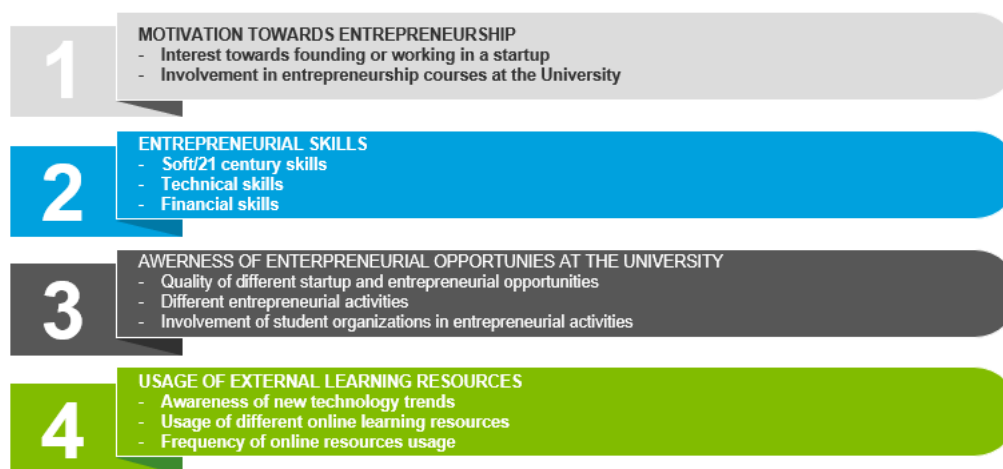 1
MOTIVATION TOWARDS ENTREPRENEURSHIP
- Interest towards founding or working in a startup
- Involvement in entrepreneurship courses at the University
2
ENTREPRENEURIAL SKILLS
- Soft/21 century skills
- Technical skills
- Financial skills
3
AWERNESS OF ENTERPRENEURIAL OPPORTUNIES AT THE UNIVERSITY
- Quality of different startup and entrepreneurial opportunities
- Different entrepreneurial activities
- Involvement of student organizations in entrepreneurial activities
4
USAGE OF EXTERNAL LEARNING RESOURCES
- Awareness of new technology trends
- Usage of different online learning resources
- Frequency of online resources usage